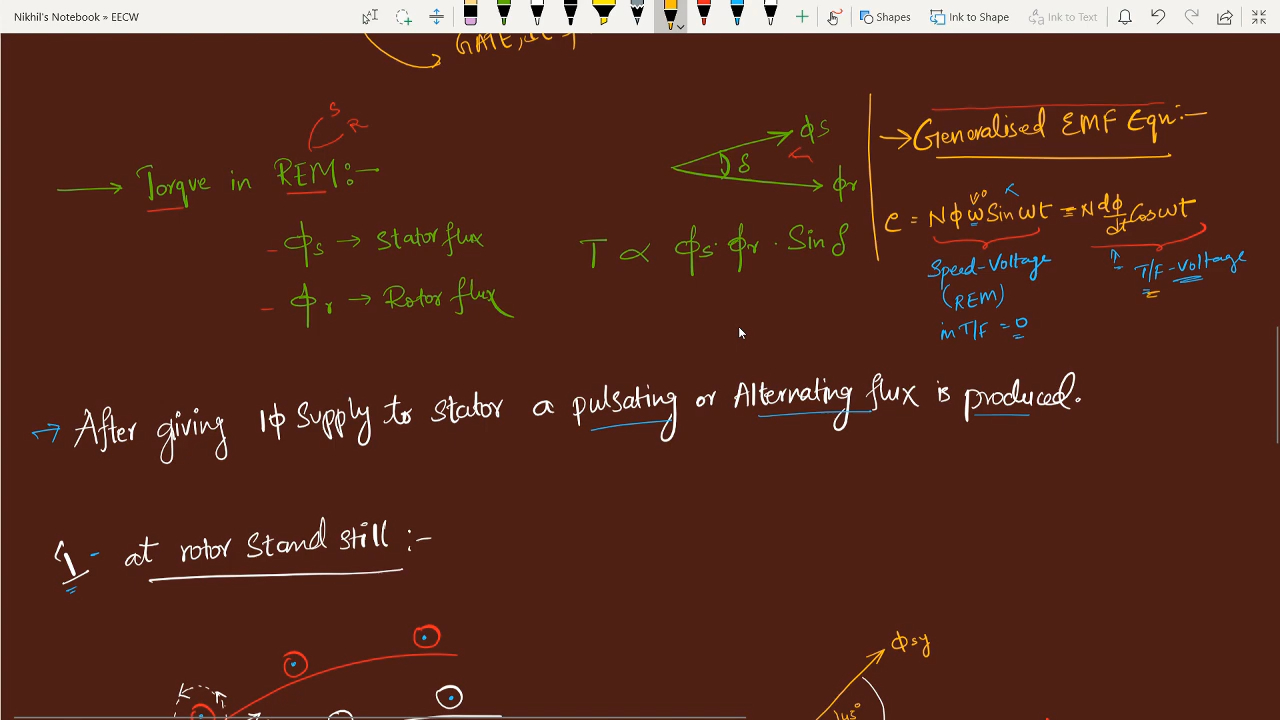 Nikhil's Notebook » EECW
Shapes
Ink to Shape
Ink to Text
S
R
→ Torque in REM:-
- ϕs → stator flux
- ϕr → Rotor flux
ϕs
δ
ϕr
T ∝ ϕs. ϕr . Sin δ
→ Generalised EMF Eqn:-
e = Nϕ ω Sin ωt = N dϕ/dt Cos ωt
Speed-Voltage
(REM)
in T/F = 0
T/F-voltage
→ After giving 1ϕ Supply to stator a pulsating or Alternating flux is produced.
1 - at rotor Stand still :-
ϕsy
45°